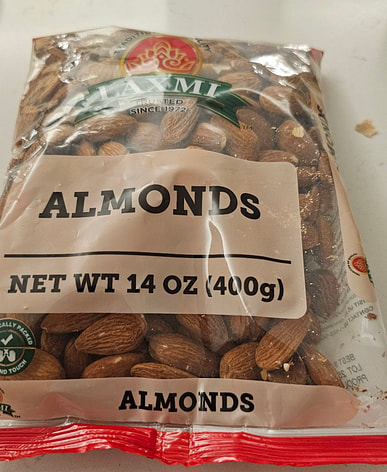 LAXMI
TRUSTED
SINCE 1972
ALMONDS
NET WT 14 OZ (400g)
ALMONDS